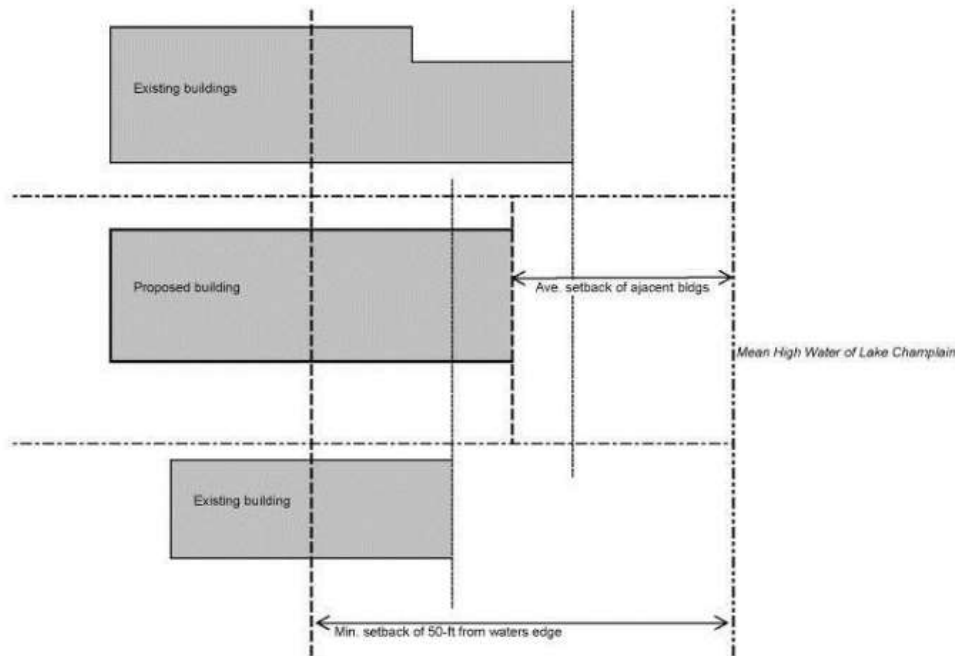 Existing buildings
Proposed building
Ave. setback of ajacent bldgs
Mean High Water of Lake Champlain
Existing building
Min. setback of 50-ft from waters edge